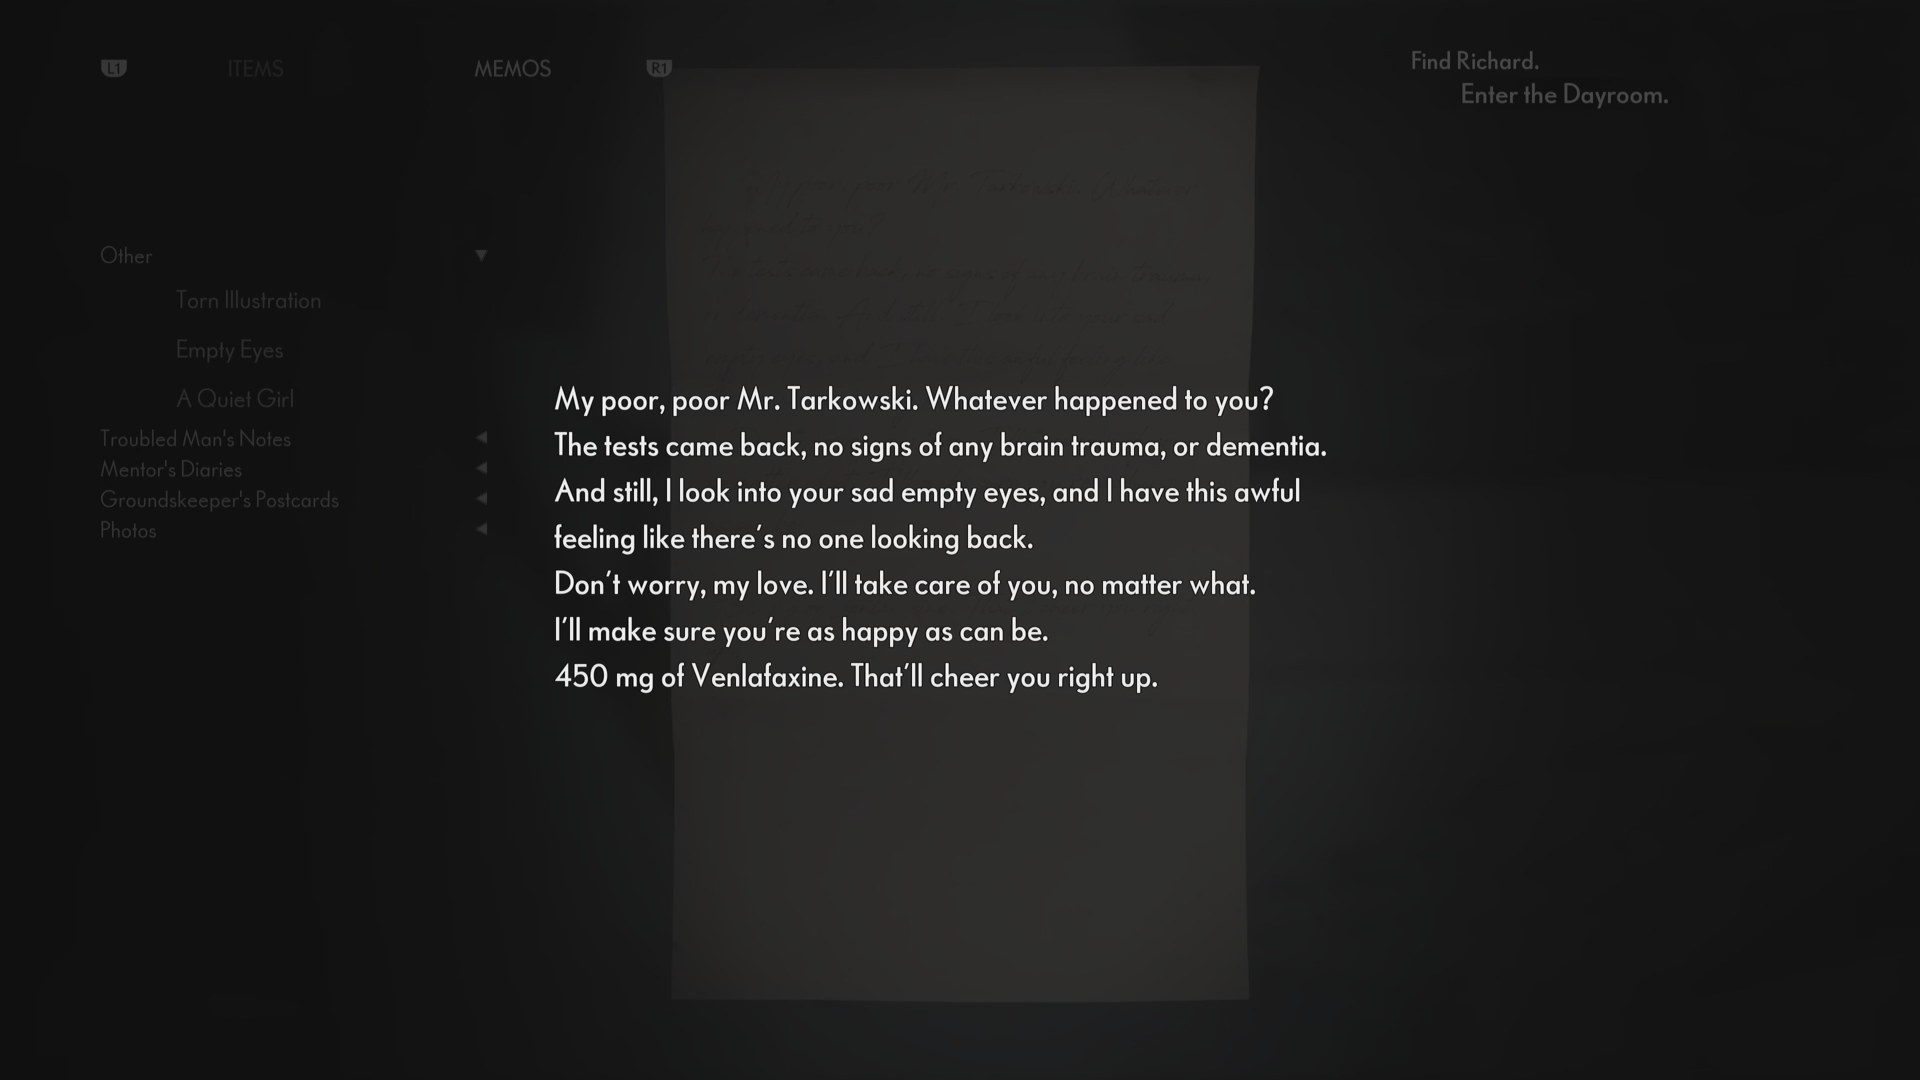 L1 ITEMS MEMOS R1
Find Richard.
Enter the Dayroom.
Other
Torn Illustration
Empty Eyes
A Quiet Girl
Troubled Man's Notes
Mentor's Diaries
Groundskeeper's Postcards
Photos
My poor, poor Mr. Tarkowski. Whatever happened to you?
The tests came back, no signs of any brain trauma, or dementia.
And still, I look into your sad empty eyes, and I have this awful
feeling like there's no one looking back.
Don't worry, my love. I'll take care of you, no matter what.
I'll make sure you're as happy as can be.
450 mg of Venlafaxine. That'll cheer you right up.